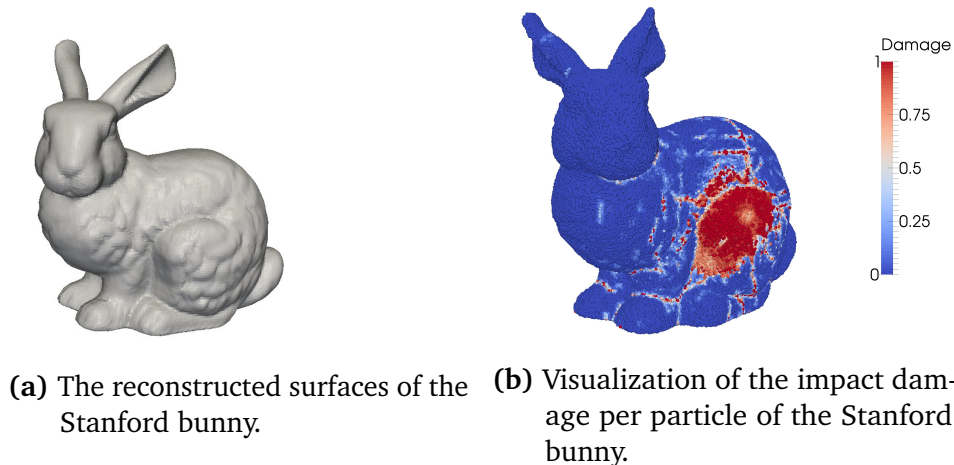 Damage
1
0.75
0.5
0.25
0
(a) The reconstructed surfaces of the
Stanford bunny.
(b) Visualization of the impact dam-
age per particle of the Stanford
bunny.